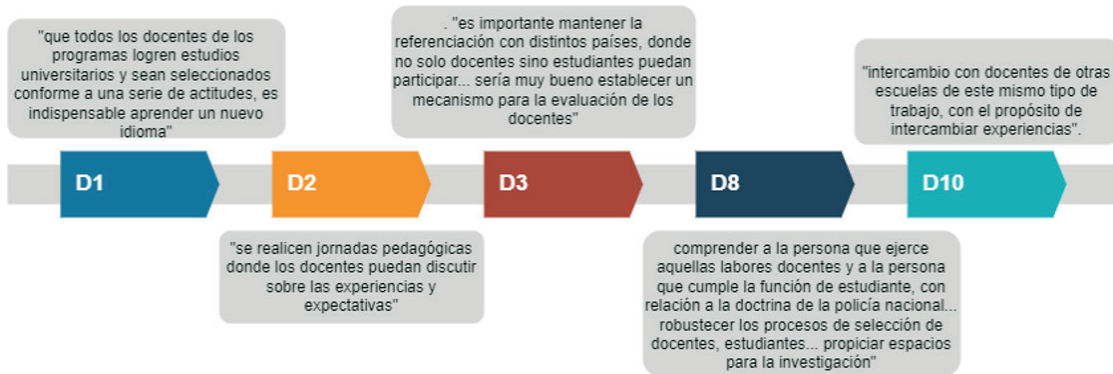 "que todos los docentes de los
programas logren estudios
universitarios y sean seleccionados
conforme a una serie de actitudes, es
indispensable aprender un nuevo
idioma"
. "es importante mantener la
referenciación con distintos países, donde
no solo docentes sino estudiantes puedan
participar... sería muy bueno establecer un
mecanismo para la evaluación de los
docentes"
"intercambio con docentes de otras
escuelas de este mismo tipo de
trabajo, con el propósito de
intercambiar experiencias".
D1
D2
D3
D8
D10
"se realicen jornadas pedagógicas
donde los docentes puedan discutir
sobre las experiencias y
expectativas"
comprender a la persona que ejerce
aquellas labores docentes y a la persona
que cumple la función de estudiante, con
relación a la doctrina de la policía nacional...
robustecer los procesos de selección de
docentes, estudiantes... propiciar espacios
para la investigación"